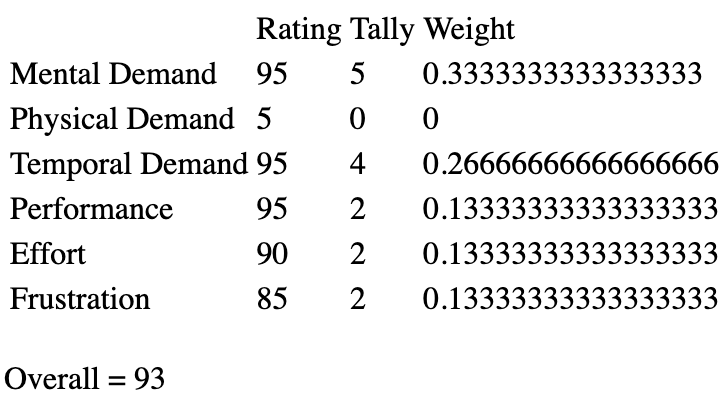 Rating Tally Weight
Mental Demand 95 5 0.3333333333333333
Physical Demand 5 0 0
Temporal Demand 95 4 0.26666666666666666
Performance 95 2 0.13333333333333333
Effort 90 2 0.13333333333333333
Frustration 85 2 0.13333333333333333
Overall = 93